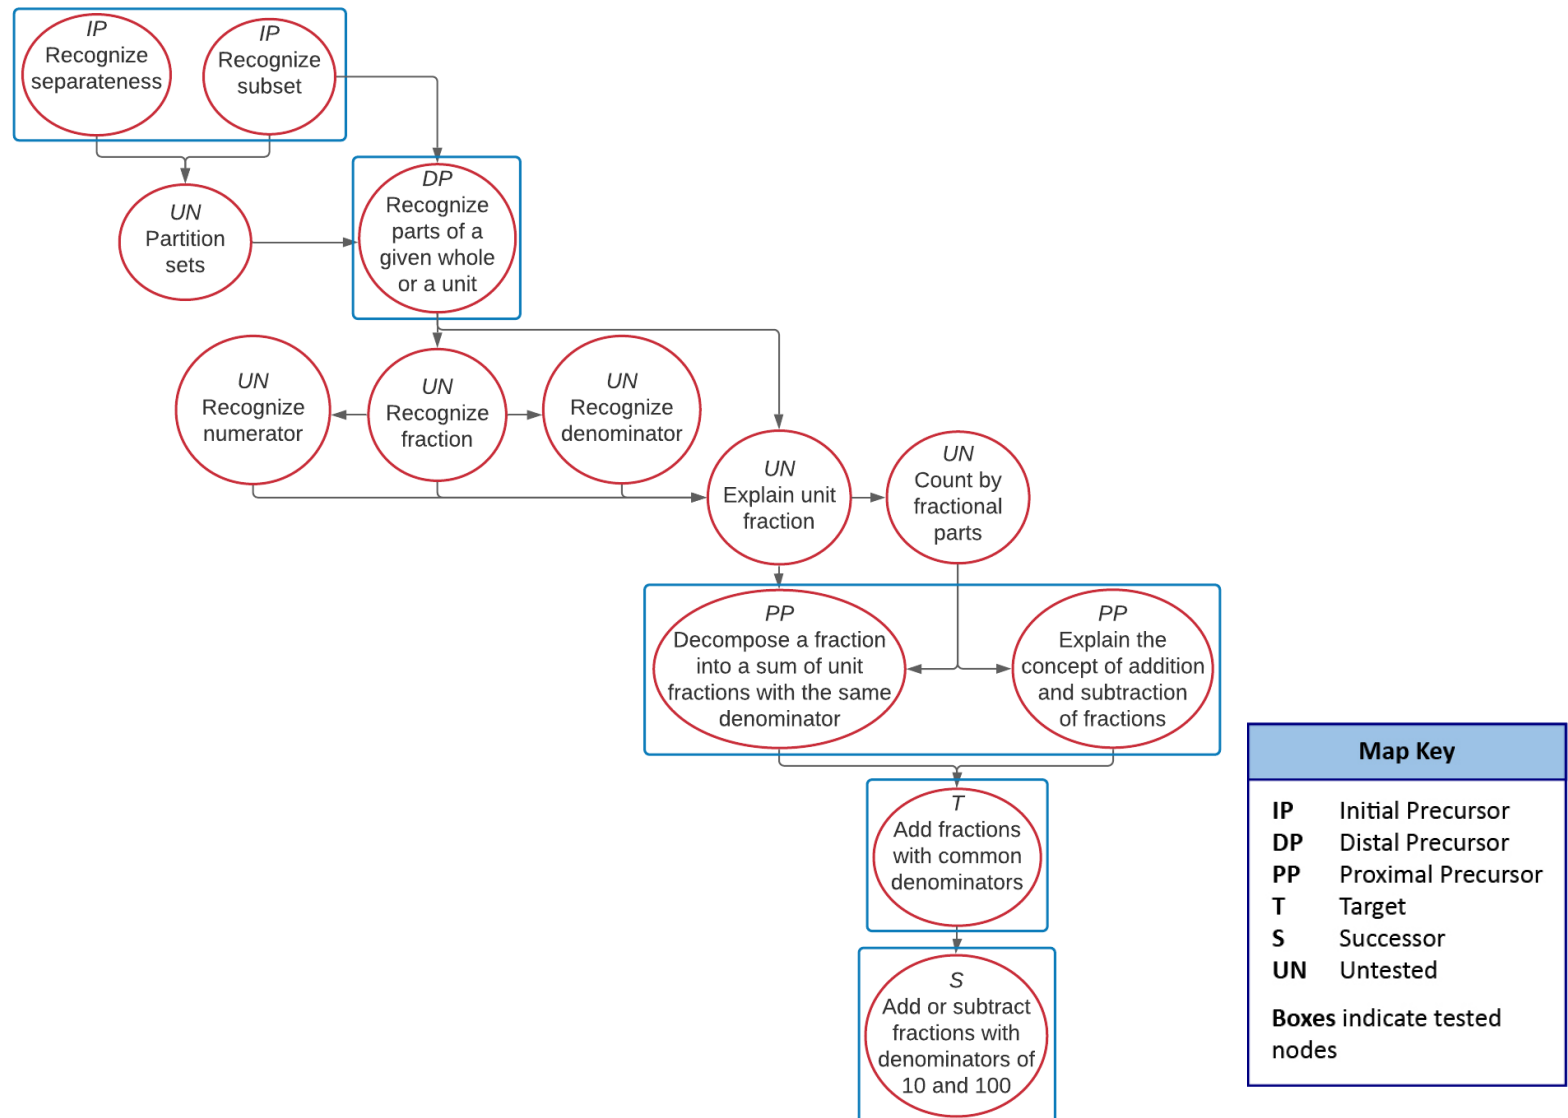 IP
Recognize
separateness
IP
Recognize
subset
UN
Partition
sets
DP
Recognize
parts of a
given whole
or a unit
UN
Recognize
numerator
UN
Recognize
fraction
UN
Recognize
denominator
UN
Explain unit
fraction
UN
Count by
fractional
parts
PP
Decompose a fraction
into a sum of unit
fractions with the same
denominator
PP
Explain the
concept of addition
and subtraction
of fractions
T
Add fractions
with common
denominators
S
Add or subtract
fractions with
denominators of
10 and 100
Map Key
IP Initial Precursor
DP Distal Precursor
PP Proximal Precursor
T Target
S Successor
UN Untested
Boxes indicate tested
nodes